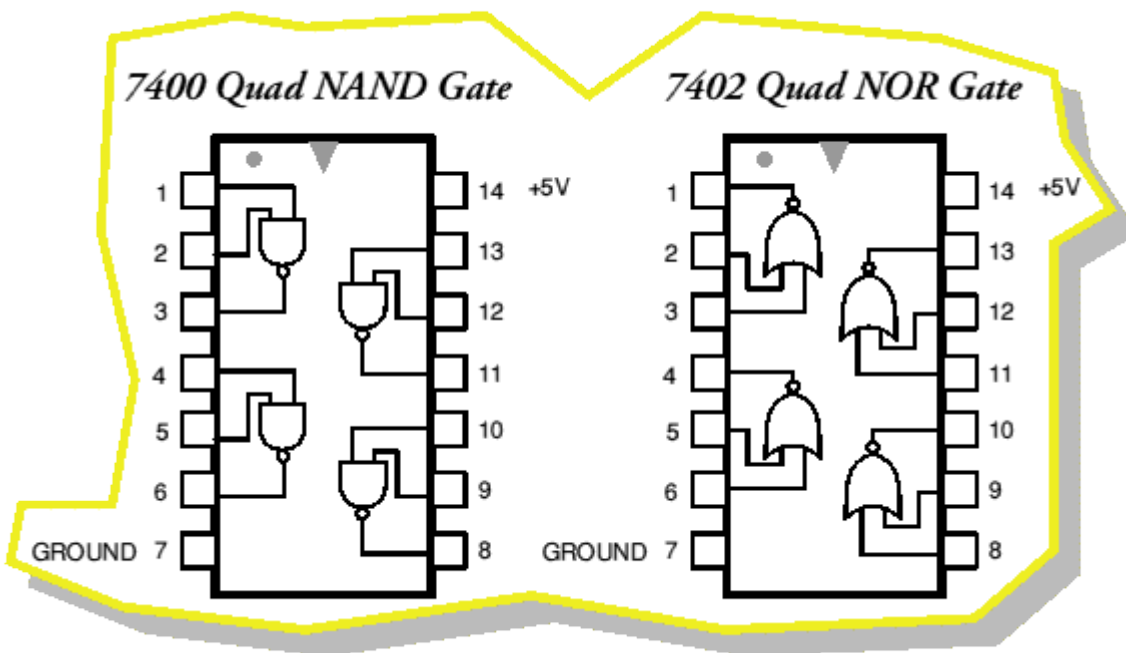 7400 Quad NAND Gate
7402 Quad NOR Gate
1 14 +5V
2 13
3 12
4 11
5 10
6 9
GROUND 7 8
1 14 +5V
2 13
3 12
4 11
5 10
6 9
GROUND 7 8